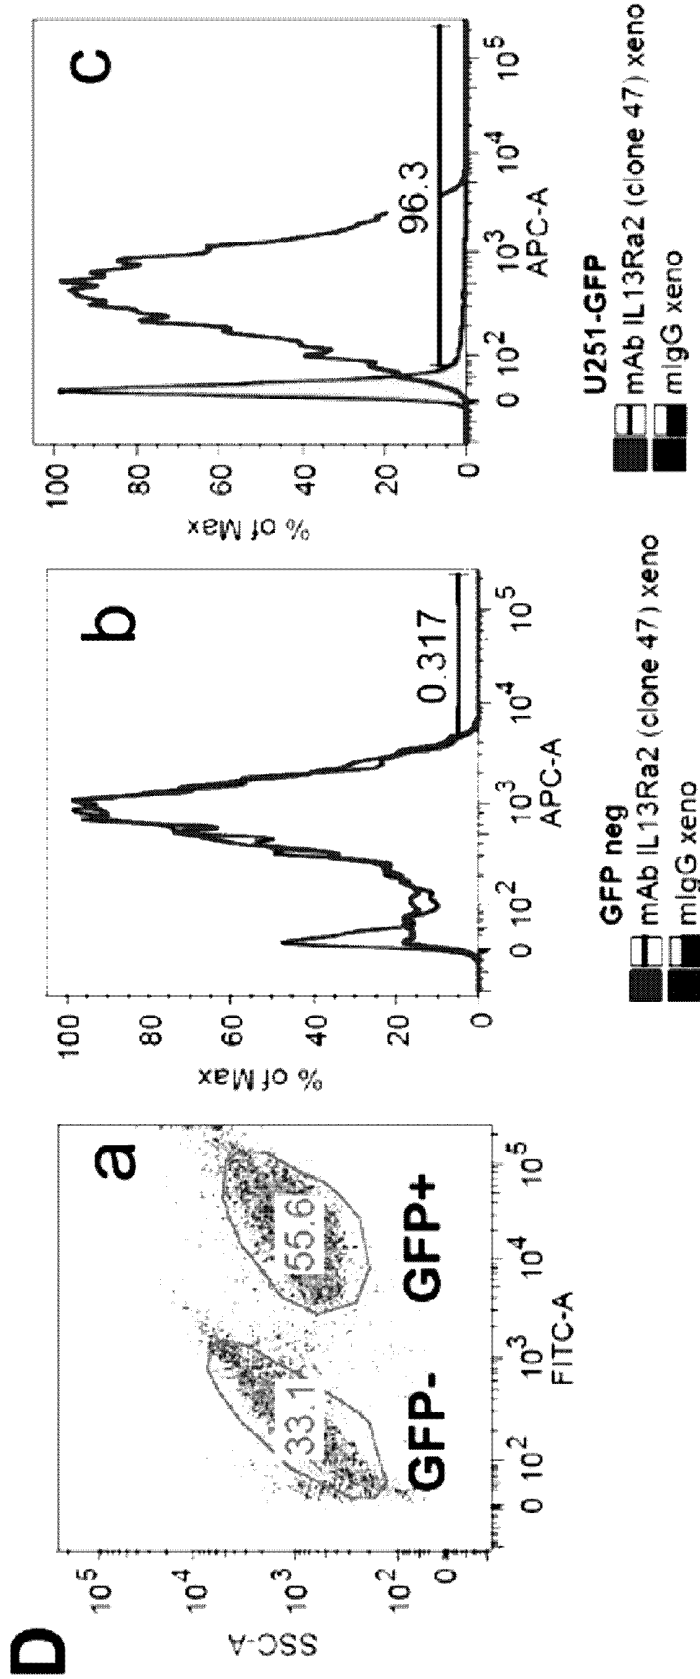 D
a
SSC-A
10^5
10^4
10^3
10^2
0
33.1
55.6
GFP- GFP+
0 10^2 10^3 10^4 10^5
FITC-A
b
% of Max
100
80
60
40
20
0
0.317
0 10^2 10^3 10^4 10^5
APC-A
GFP neg
mAb IL13Ra2 (clone 47) xeno
mIgG xeno
c
% of Max
100
80
60
40
20
0
96.3
0 10^2 10^3 10^4 10^5
APC-A
U251-GFP
mAb IL13Ra2 (clone 47) xeno
mIgG xeno